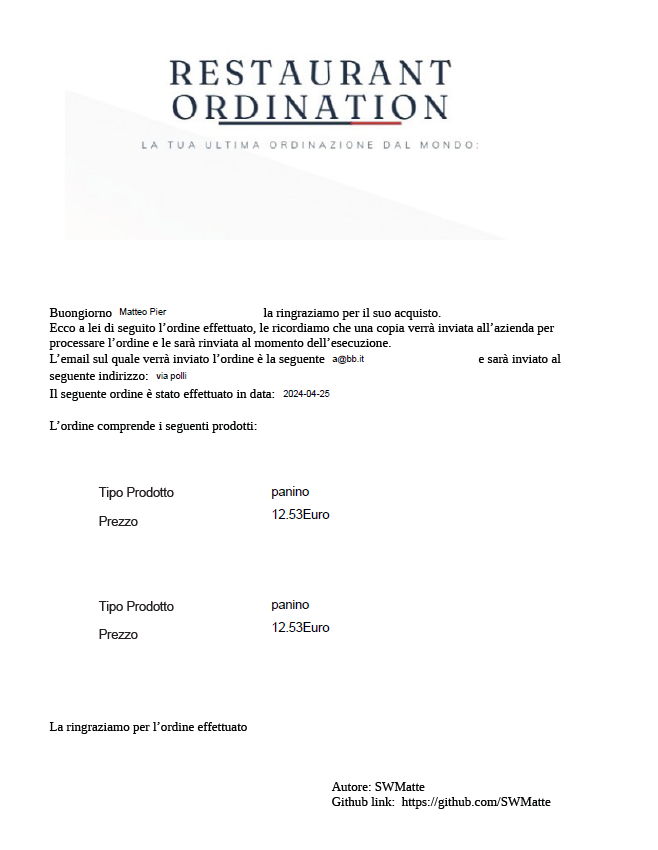 RESTAURANT
ORDINATION
LA TUA ULTIMA ORDINAZIONE DAL MONDO:
Buongiorno Matteo Pier la ringraziamo per il suo acquisto.
Ecco a lei di seguito l’ordine effettuato, le ricordiamo che una copia verrà inviata all’azienda per
processare l’ordine e le sarà rinviata al momento dell’esecuzione.
L’email sul quale verrà inviato l’ordine è la seguente a@bb.it e sarà inviato al
seguente indirizzo: via polli
Il seguente ordine è stato effettuato in data: 2024-04-25
L’ordine comprende i seguenti prodotti:
Tipo Prodotto panino
Prezzo 12.53Euro
Tipo Prodotto panino
Prezzo 12.53Euro
La ringraziamo per l’ordine effettuato
Autore: SWMatte
Github link: https://github.com/SWMatte